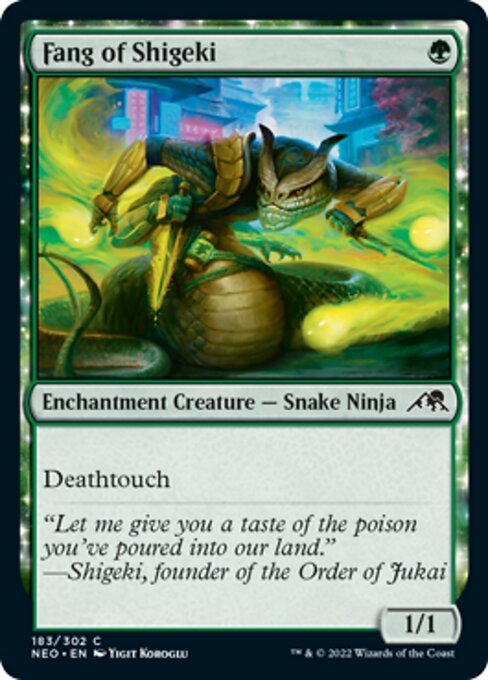 Fang of Shigeki
Enchantment Creature — Snake Ninja
Deathtouch
“Let me give you a taste of the poison
you’ve poured into our land.”
—Shigeki, founder of the Order of Jukai
1/1
183/302 C
NEO • EN Yigit Koroglu
™ & © 2022 Wizards of the Coast